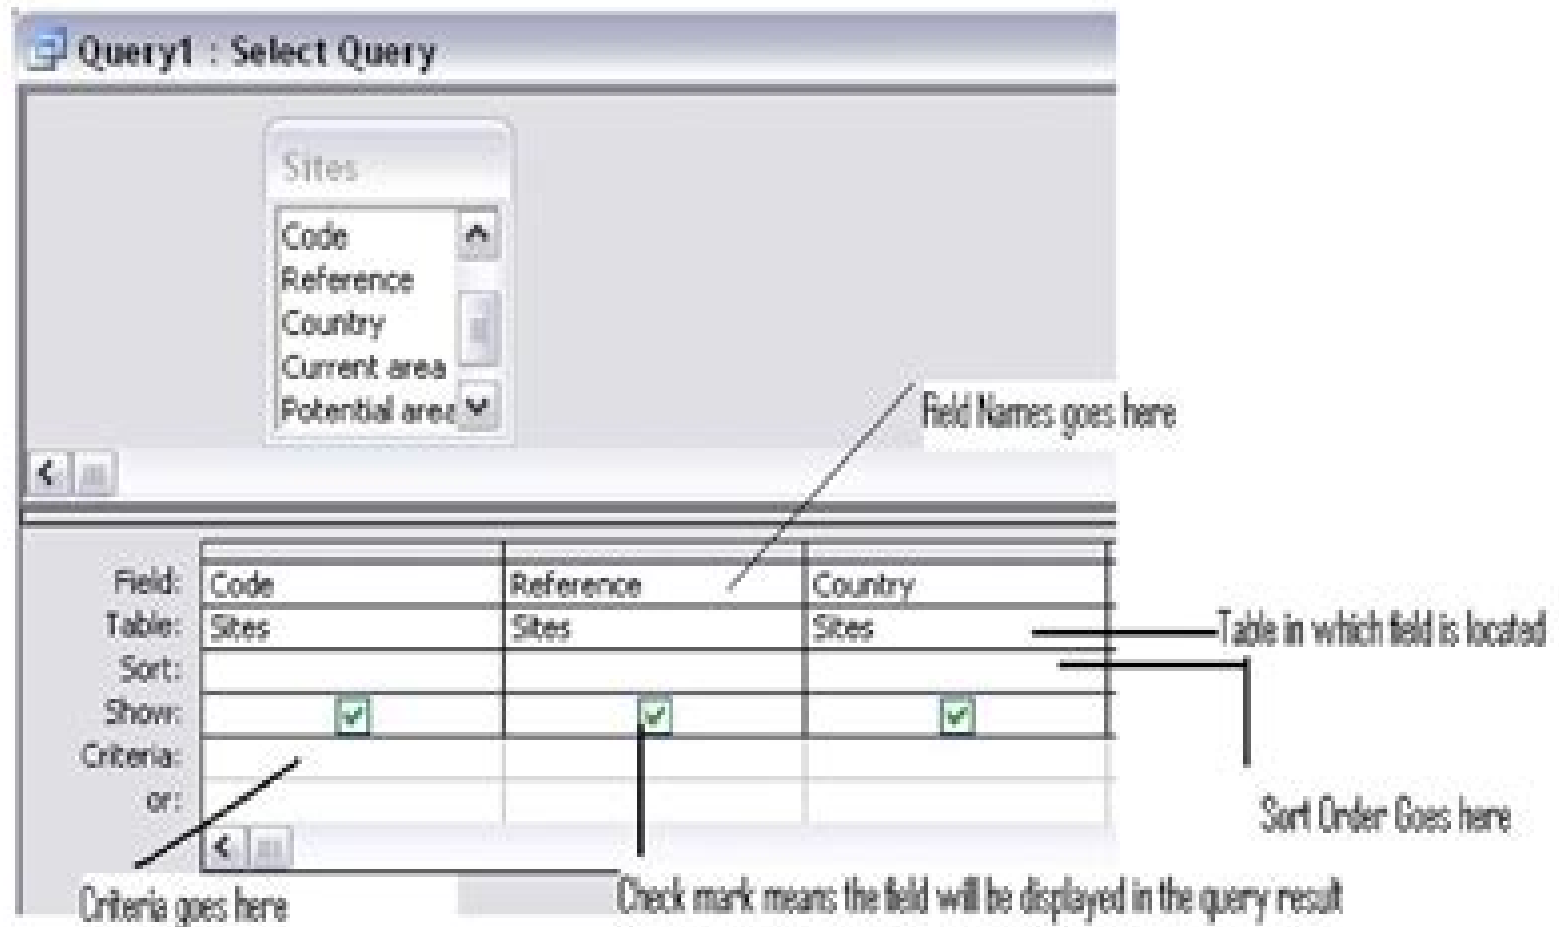 Query1 : Select Query
Sites
Code
Reference
Country
Current area
Potential area
Field Names goes here
Field: Code Reference Country
Table: Sites Sites Sites
Table in which field is located
Sort:
Show:
Criteria:
or:
Sort Order Goes here
Criteria goes here
Check mark means the field will be displayed in the query result